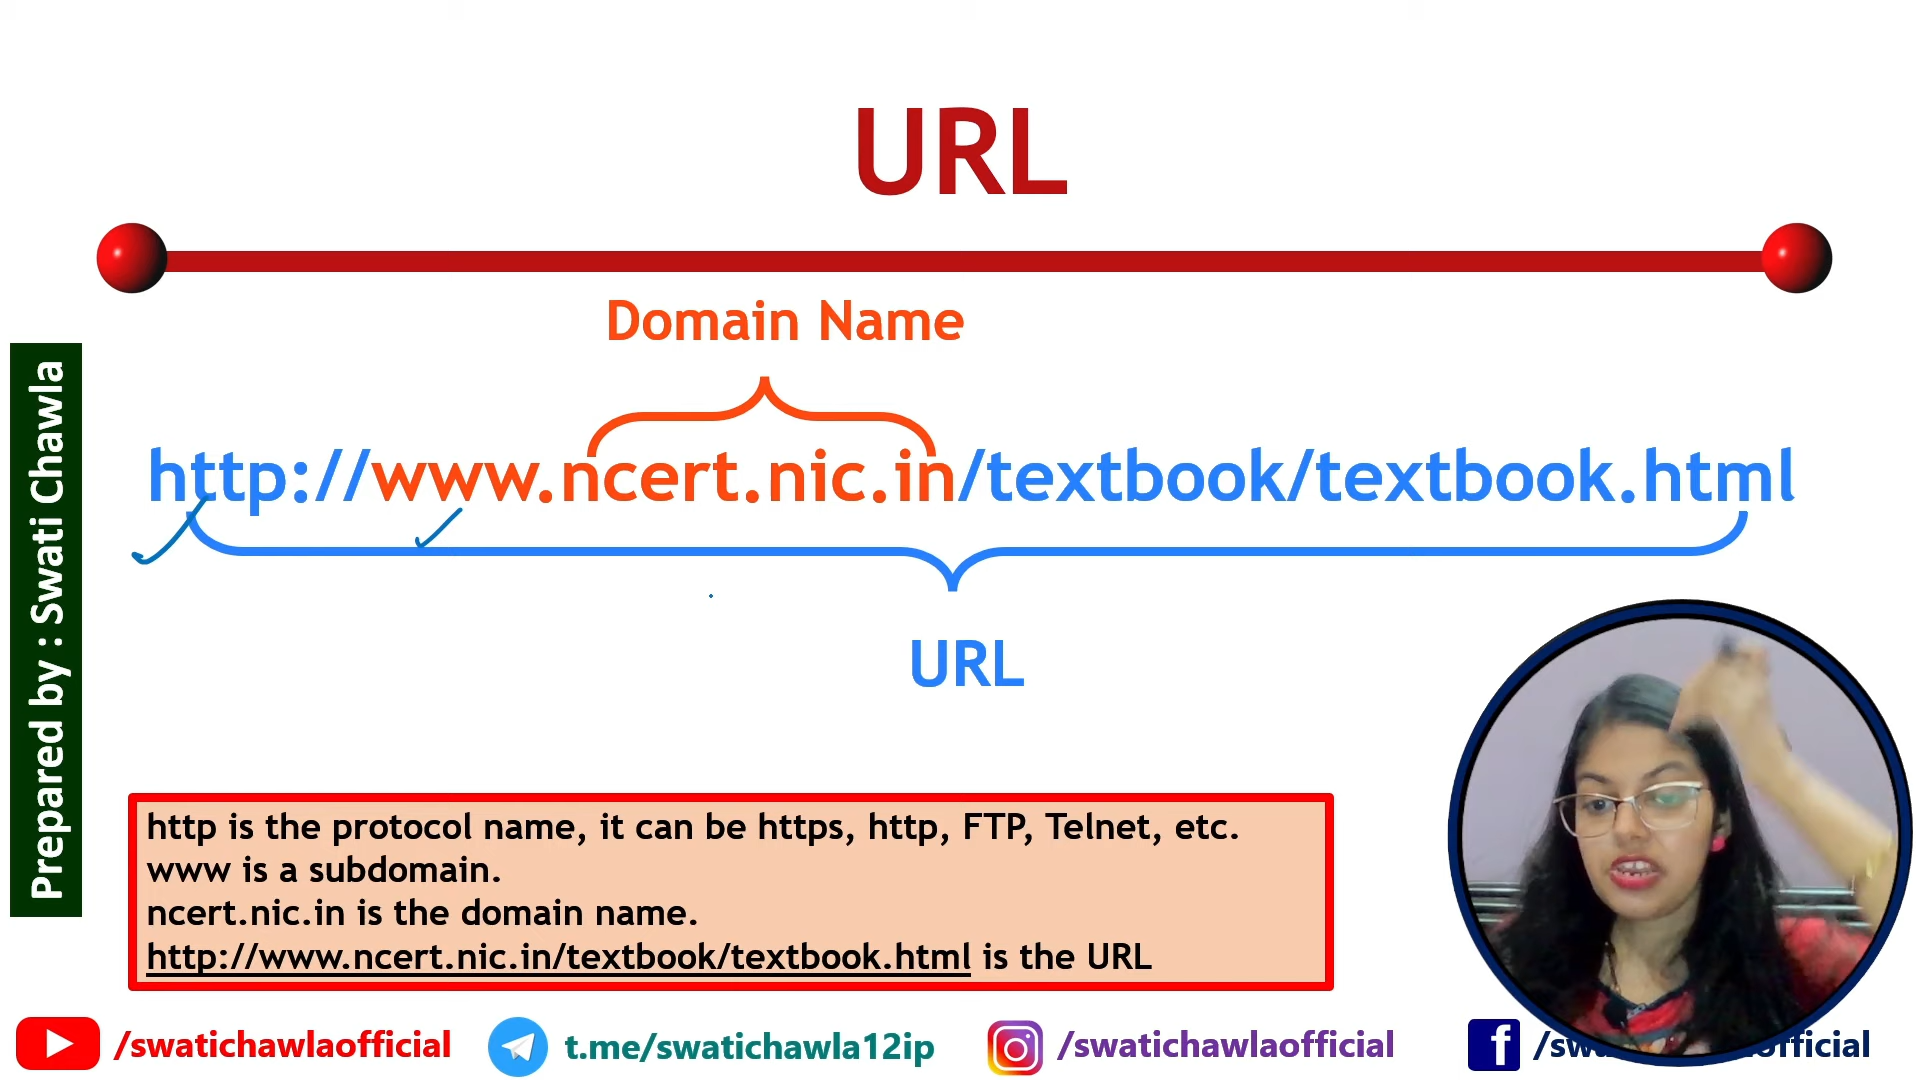 URL
Domain Name
http://www.ncert.nic.in/textbook/textbook.html
URL
Prepared by : Swati Chawla
http is the protocol name, it can be https, http, FTP, Telnet, etc.
www is a subdomain.
ncert.nic.in is the domain name.
http://www.ncert.nic.in/textbook/textbook.html is the URL
/swatichawlaofficial
t.me/swatichawla12ip
/swatichawlaofficial